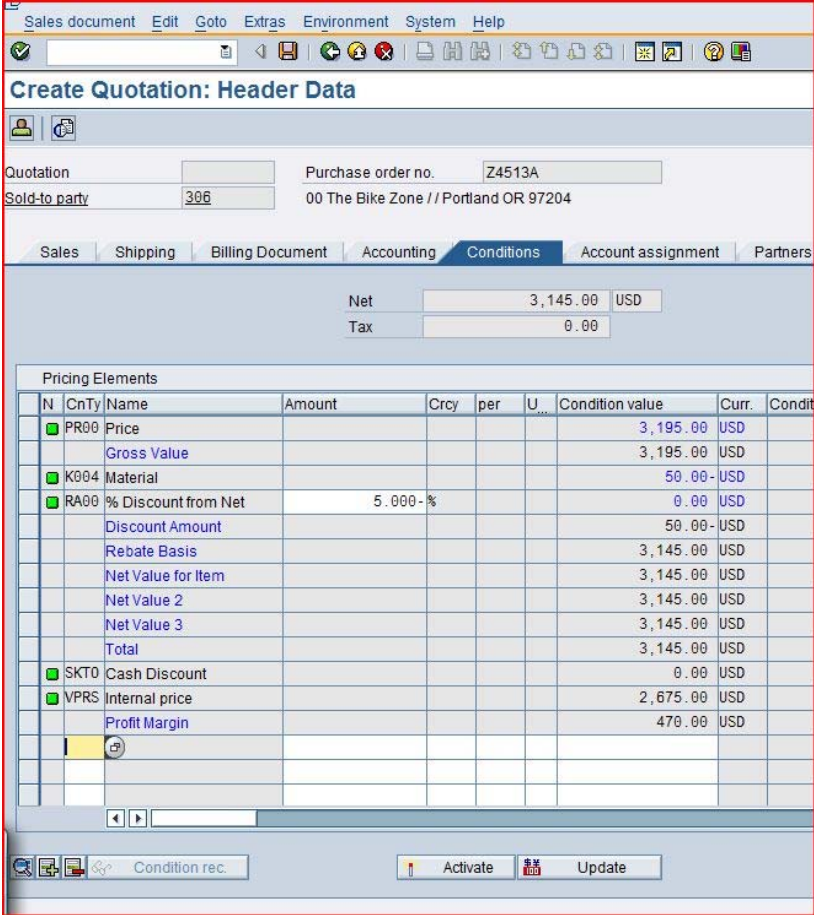 Sales document Edit Goto Extras Environment System Help
Create Quotation: Header Data
Quotation Purchase order no. Z4513A
Sold-to party 306 00 The Bike Zone / / Portland OR 97204
Sales Shipping Billing Document Accounting Conditions Account assignment Partners
Net 3,145.00 USD
Tax 0.00
Pricing Elements
N CnTy Name Amount Crcy per U... Condition value Curr. Condit
PR00 Price 3,195.00 USD
Gross Value 3,195.00 USD
K004 Material 50.00- USD
RA00 % Discount from Net 5.000- % 0.00 USD
Discount Amount 50.00- USD
Rebate Basis 3,145.00 USD
Net Value for Item 3,145.00 USD
Net Value 2 3,145.00 USD
Net Value 3 3,145.00 USD
Total 3,145.00 USD
SKT0 Cash Discount 0.00 USD
VPRS Internal price 2,675.00 USD
Profit Margin 470.00 USD
Condition rec. Activate Update